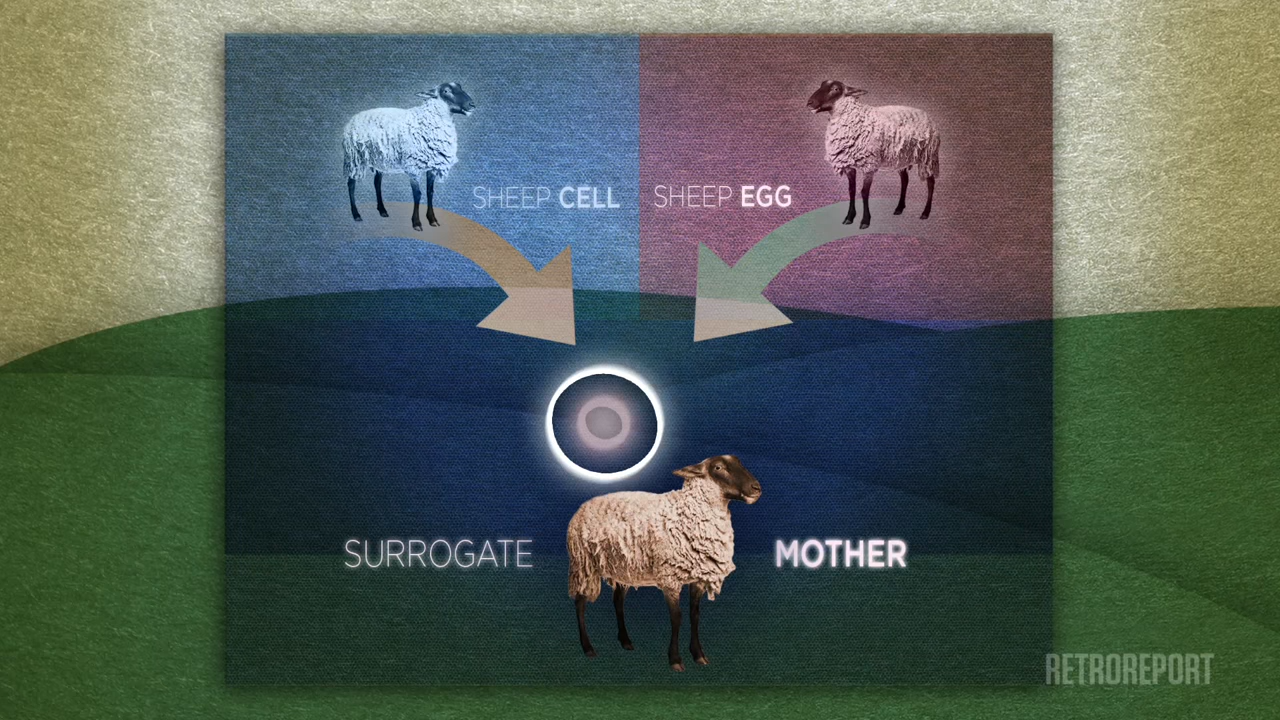 SHEEP CELL
SHEEP EGG
SURROGATE
MOTHER
RETROREPORT